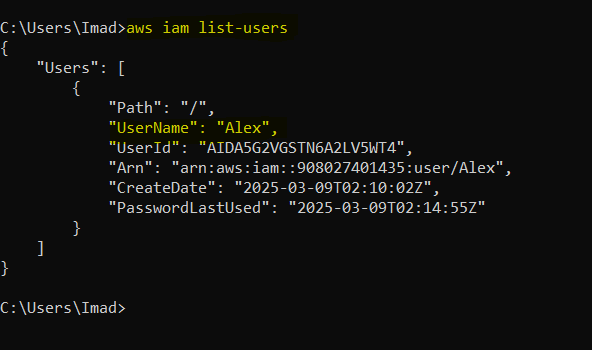 C:\Users\Imad>aws iam list-users
{
    "Users": [
        {
            "Path": "/",
            "UserName": "Alex",
            "UserId": "AIDA5G2VGSTN6A2LV5WT4",
            "Arn": "arn:aws:iam::908027401435:user/Alex",
            "CreateDate": "2025-03-09T02:10:02Z",
            "PasswordLastUsed": "2025-03-09T02:14:55Z"
        }
    ]
}
C:\Users\Imad>